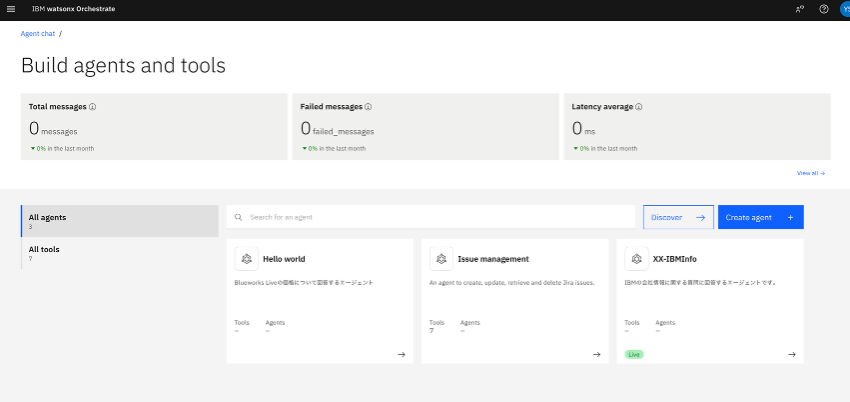 IBM watsonx Orchestrate
Agent chat /
Build agents and tools
Total messages
0 messages
0% in the last month
Failed messages
0 failed_messages
0% in the last month
Latency average
0 ms
0% in the last month
View all →
All agents
3
All tools
7
Search for an agent
Discover →
Create agent +
Hello world
Blueworks Liveの価格について回答するエージェント
Tools Agents
– –
Issue management
An agent to create, update, retrieve and delete Jira issues.
Tools Agents
7 –
XX-IBMInfo
IBMの会社情報に関する質問に回答するエージェントです。
Tools Agents
– –
Live